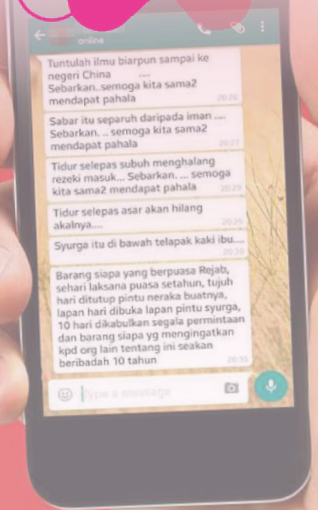 online
Tuntulah ilmu biarpun sampai ke
negeri China ....
Sebarkan..semoga kita sama2
mendapat pahala 20:26
Sabar itu separuh daripada iman ....
Sebarkan. .. semoga kita sama2
mendapat pahala 20:27
Tidur selepas subuh menghalang
rezeki masuk... Sebarkan. ... semoga
kita sama2 mendapat pahala 20:29
Tidur selepas asar akan hilang
akalnya.... 20:29
Syurga itu di bawah telapak kaki ibu....
20:30
Barang siapa yang berpuasa Rejab,
sehari laksana puasa setahun, tujuh
hari ditutup pintu neraka buatnya,
lapan hari dibuka lapan pintu syurga,
10 hari dikabulkan segala permintaan
dan barang siapa yg mengingatkan
kpd org lain tentang ini seakan
beribadah 10 tahun 20:35
Type a message